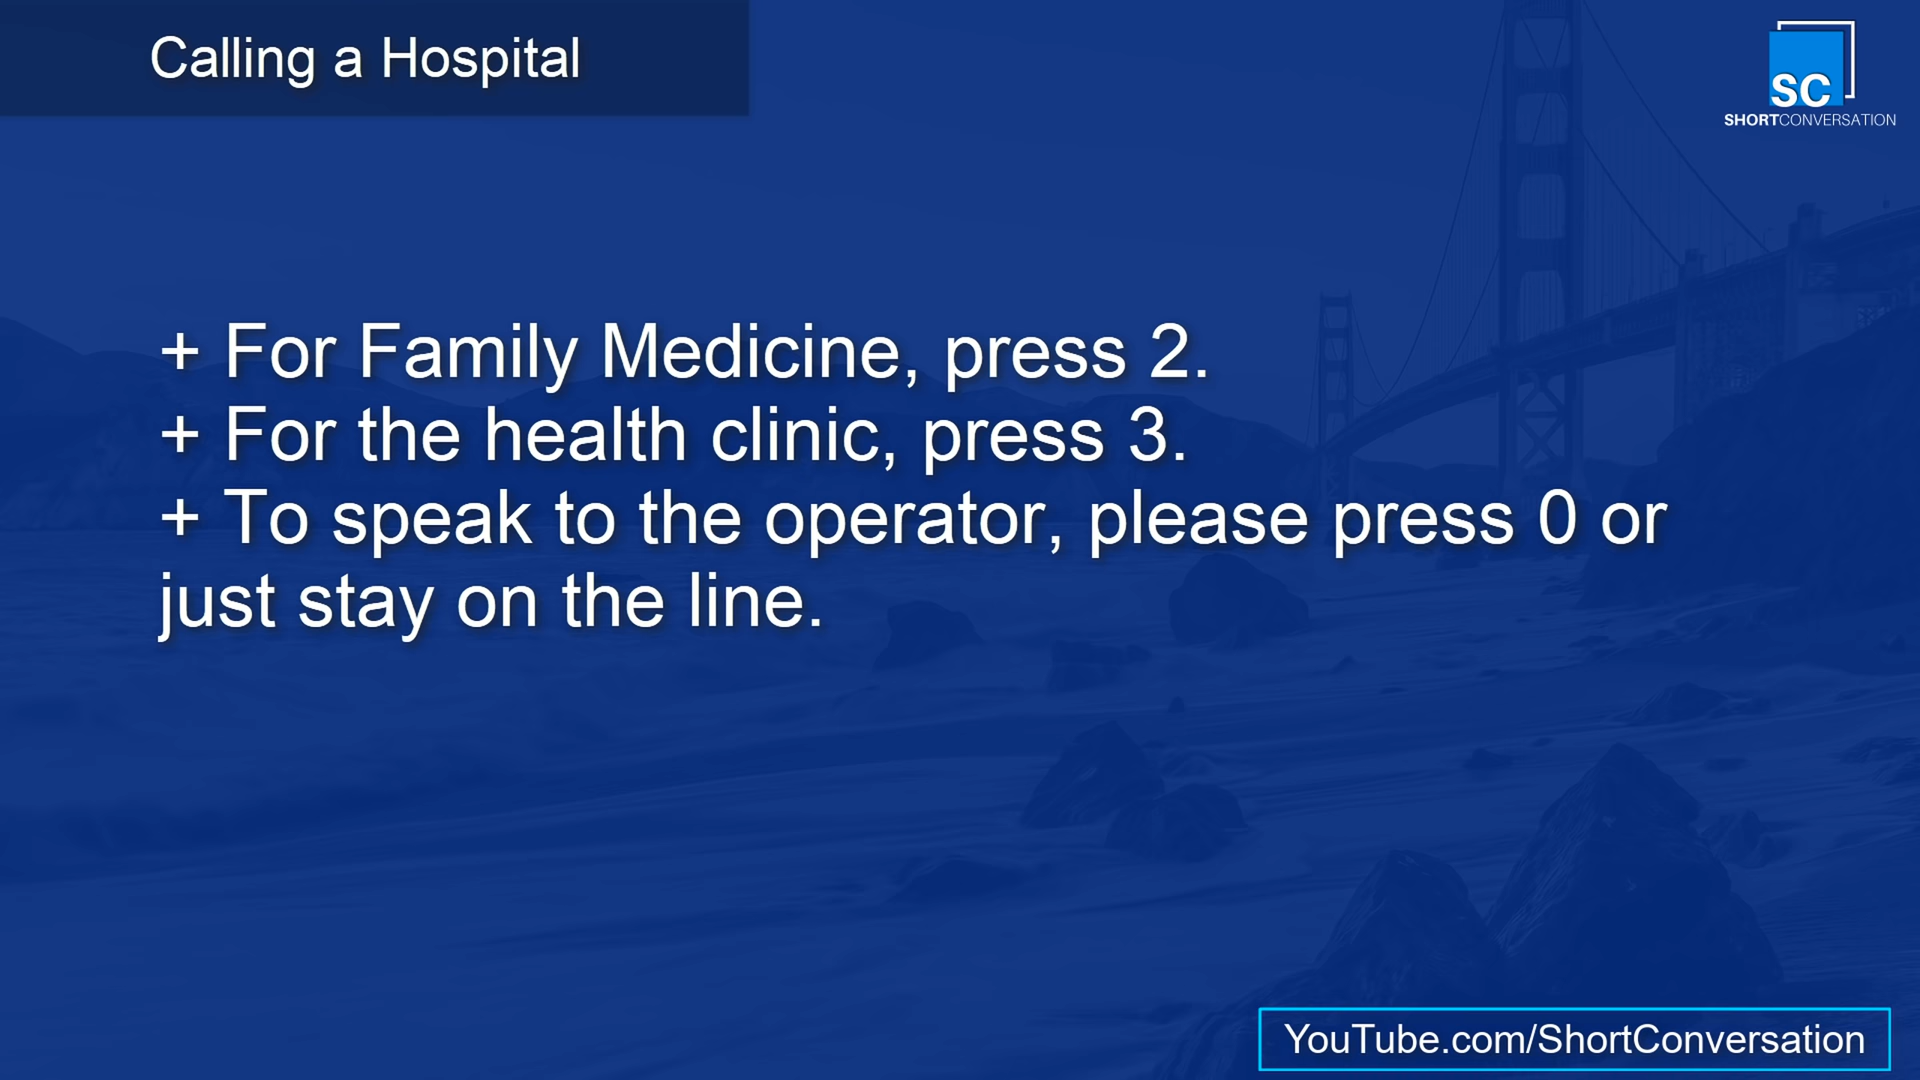 Calling a Hospital
SC
SHORTCONVERSATION
+ For Family Medicine, press 2.
+ For the health clinic, press 3.
+ To speak to the operator, please press 0 or
just stay on the line.
YouTube.com/ShortConversation